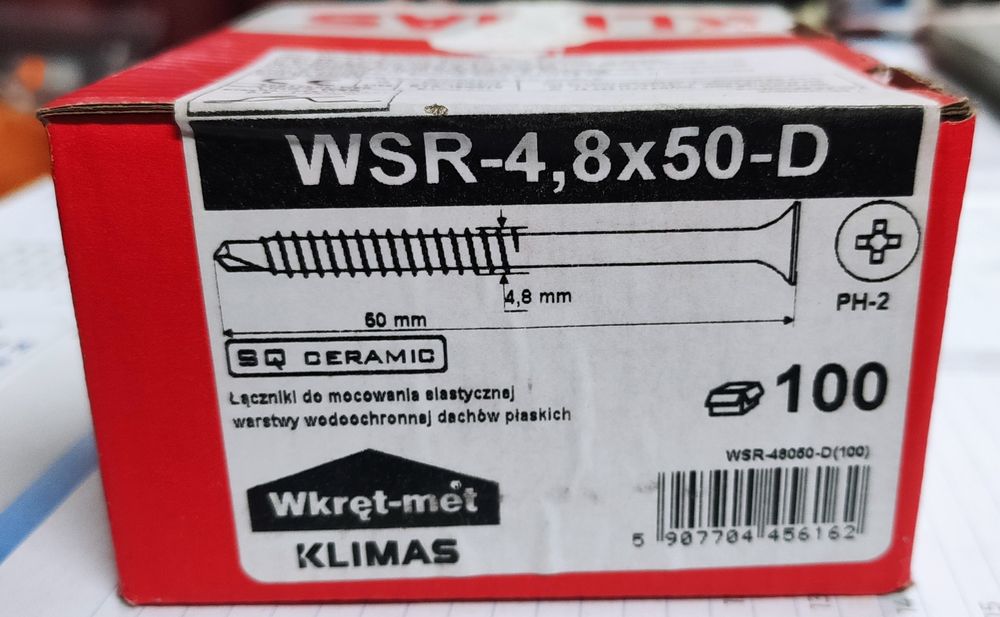 KLIMAS
WSR-4,8x50-D
4,8 mm
50 mm
PH-2
SQ CERAMIC
Łączniki do mocowania elastycznej
warstwy wodoochronnej dachów płaskich
100
WSR-48050-D(100)
5 907704 456162
Wkręt-met
KLIMAS